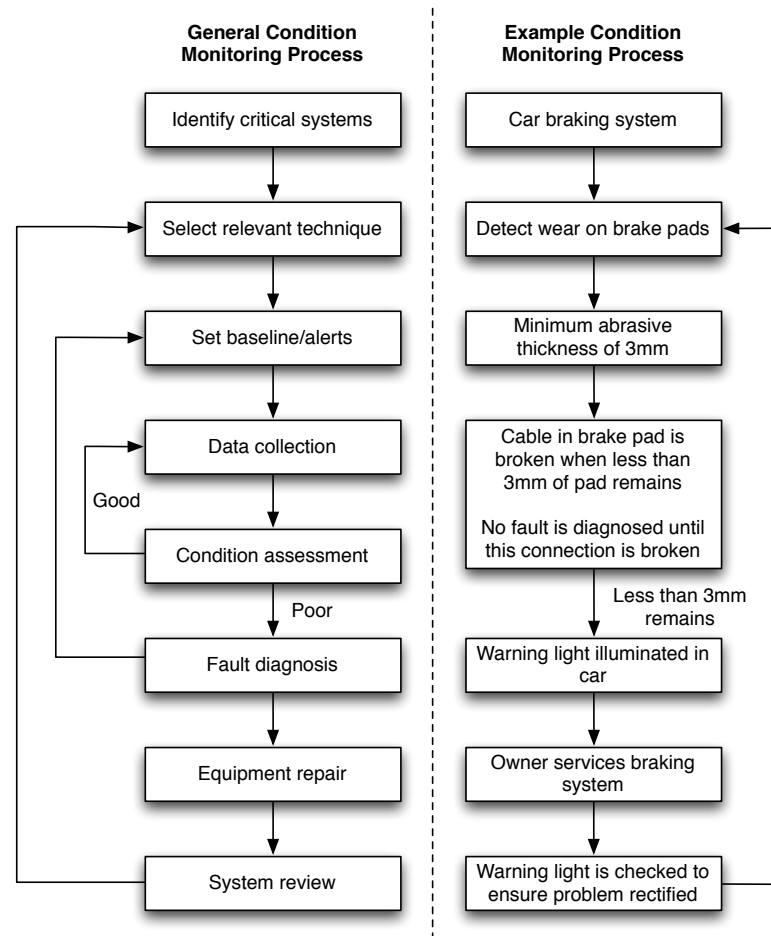 General Condition
Monitoring Process
Identify critical systems
Select relevant technique
Set baseline/alerts
Data collection
Good
Condition assessment
Poor
Fault diagnosis
Equipment repair
System review
Example Condition
Monitoring Process
Car braking system
Detect wear on brake pads
Minimum abrasive
thickness of 3mm
Cable in brake pad is
broken when less than
3mm of pad remains
No fault is diagnosed until
this connection is broken
Less than 3mm
remains
Warning light illuminated in
car
Owner services braking
system
Warning light is checked to
ensure problem rectified